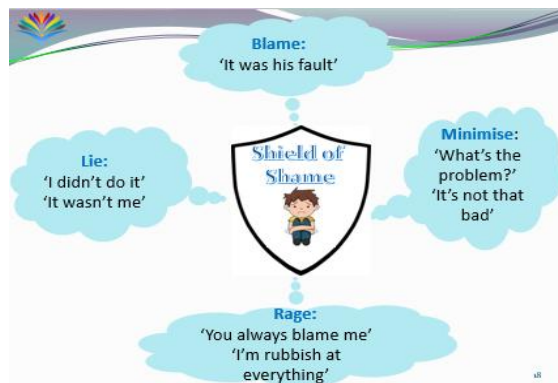 Blame:
‘It was his fault’
Lie:
‘I didn’t do it’
‘It wasn’t me’
Shield of
Shame
Minimise:
‘What’s the
problem?’
‘It’s not that
bad’
Rage:
‘You always blame me’
‘I’m rubbish at
everything’
18